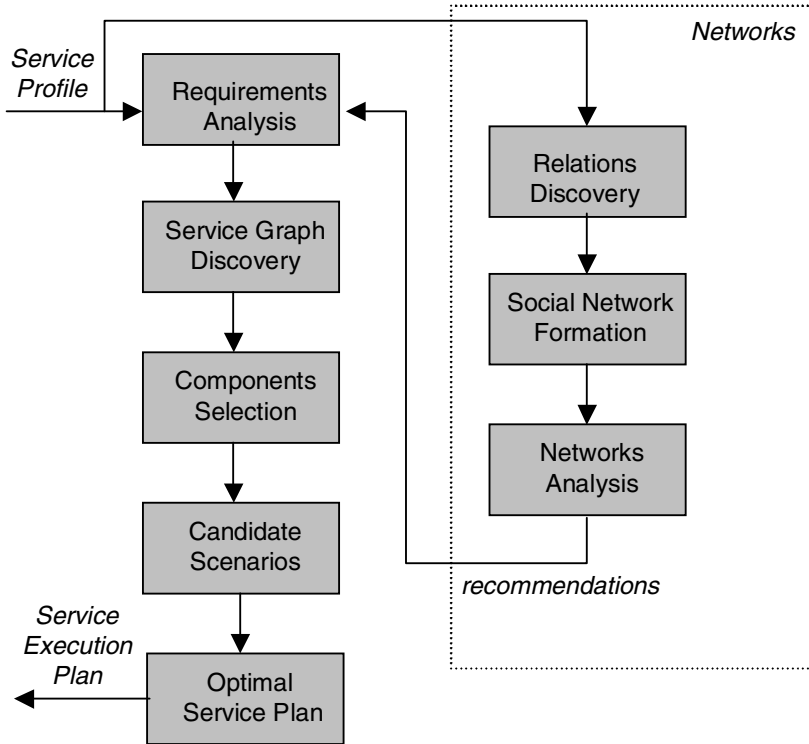 Networks
Service
Profile
Requirements
Analysis
Relations
Discovery
Service Graph
Discovery
Social Network
Formation
Components
Selection
Networks
Analysis
Candidate
Scenarios
recommendations
Service
Execution
Plan
Optimal
Service Plan